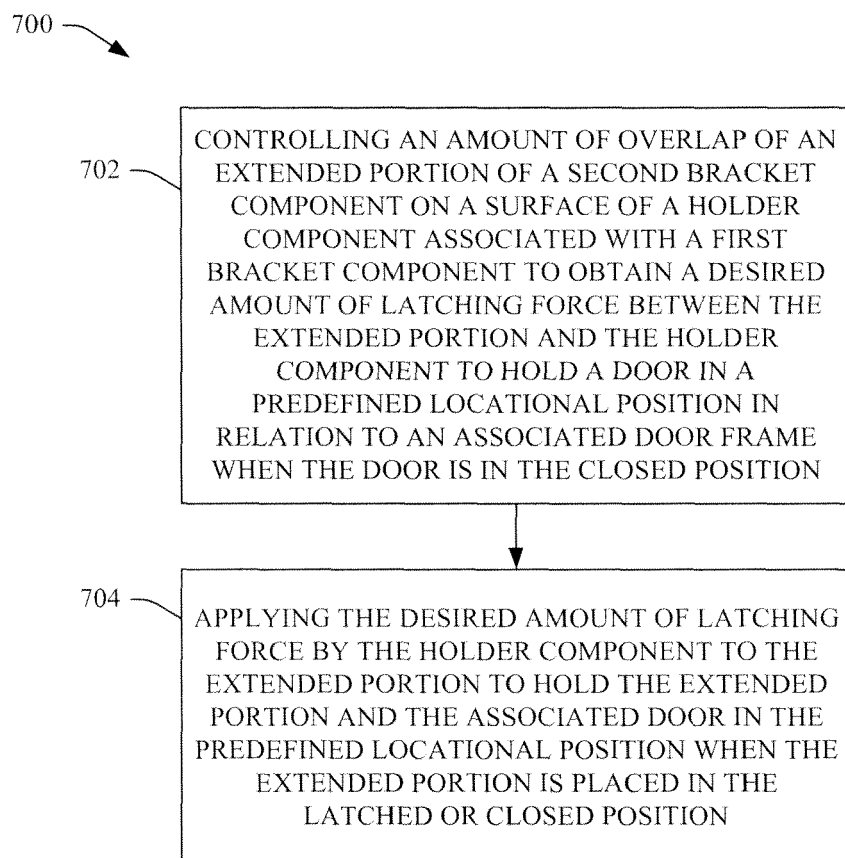 700
702
CONTROLLING AN AMOUNT OF OVERLAP OF AN
EXTENDED PORTION OF A SECOND BRACKET
COMPONENT ON A SURFACE OF A HOLDER
COMPONENT ASSOCIATED WITH A FIRST
BRACKET COMPONENT TO OBTAIN A DESIRED
AMOUNT OF LATCHING FORCE BETWEEN THE
EXTENDED PORTION AND THE HOLDER
COMPONENT TO HOLD A DOOR IN A
PREDEFINED LOCATIONAL POSITION IN
RELATION TO AN ASSOCIATED DOOR FRAME
WHEN THE DOOR IS IN THE CLOSED POSITION
704
APPLYING THE DESIRED AMOUNT OF LATCHING
FORCE BY THE HOLDER COMPONENT TO THE
EXTENDED PORTION TO HOLD THE EXTENDED
PORTION AND THE ASSOCIATED DOOR IN THE
PREDEFINED LOCATIONAL POSITION WHEN THE
EXTENDED PORTION IS PLACED IN THE
LATCHED OR CLOSED POSITION